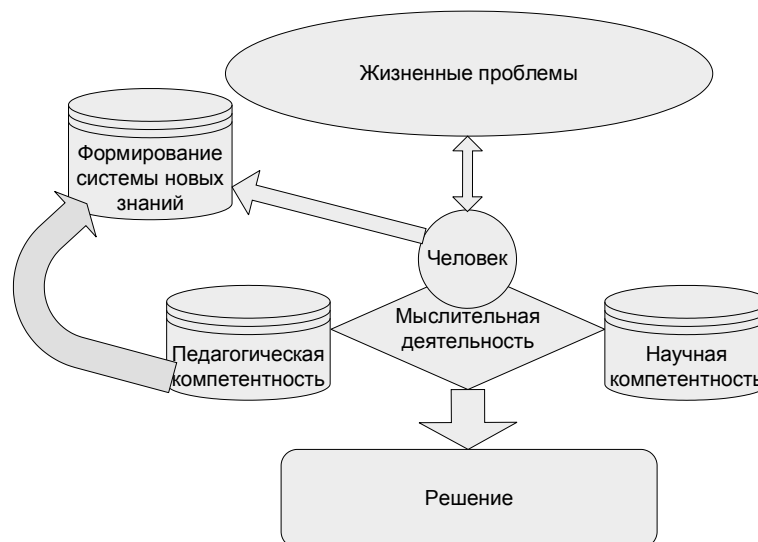 Жизненные проблемы
Формирование
системы новых
знаний
Человек
Мыслительная
деятельность
Педагогическая
компетентность
Научная
компетентность
Решение